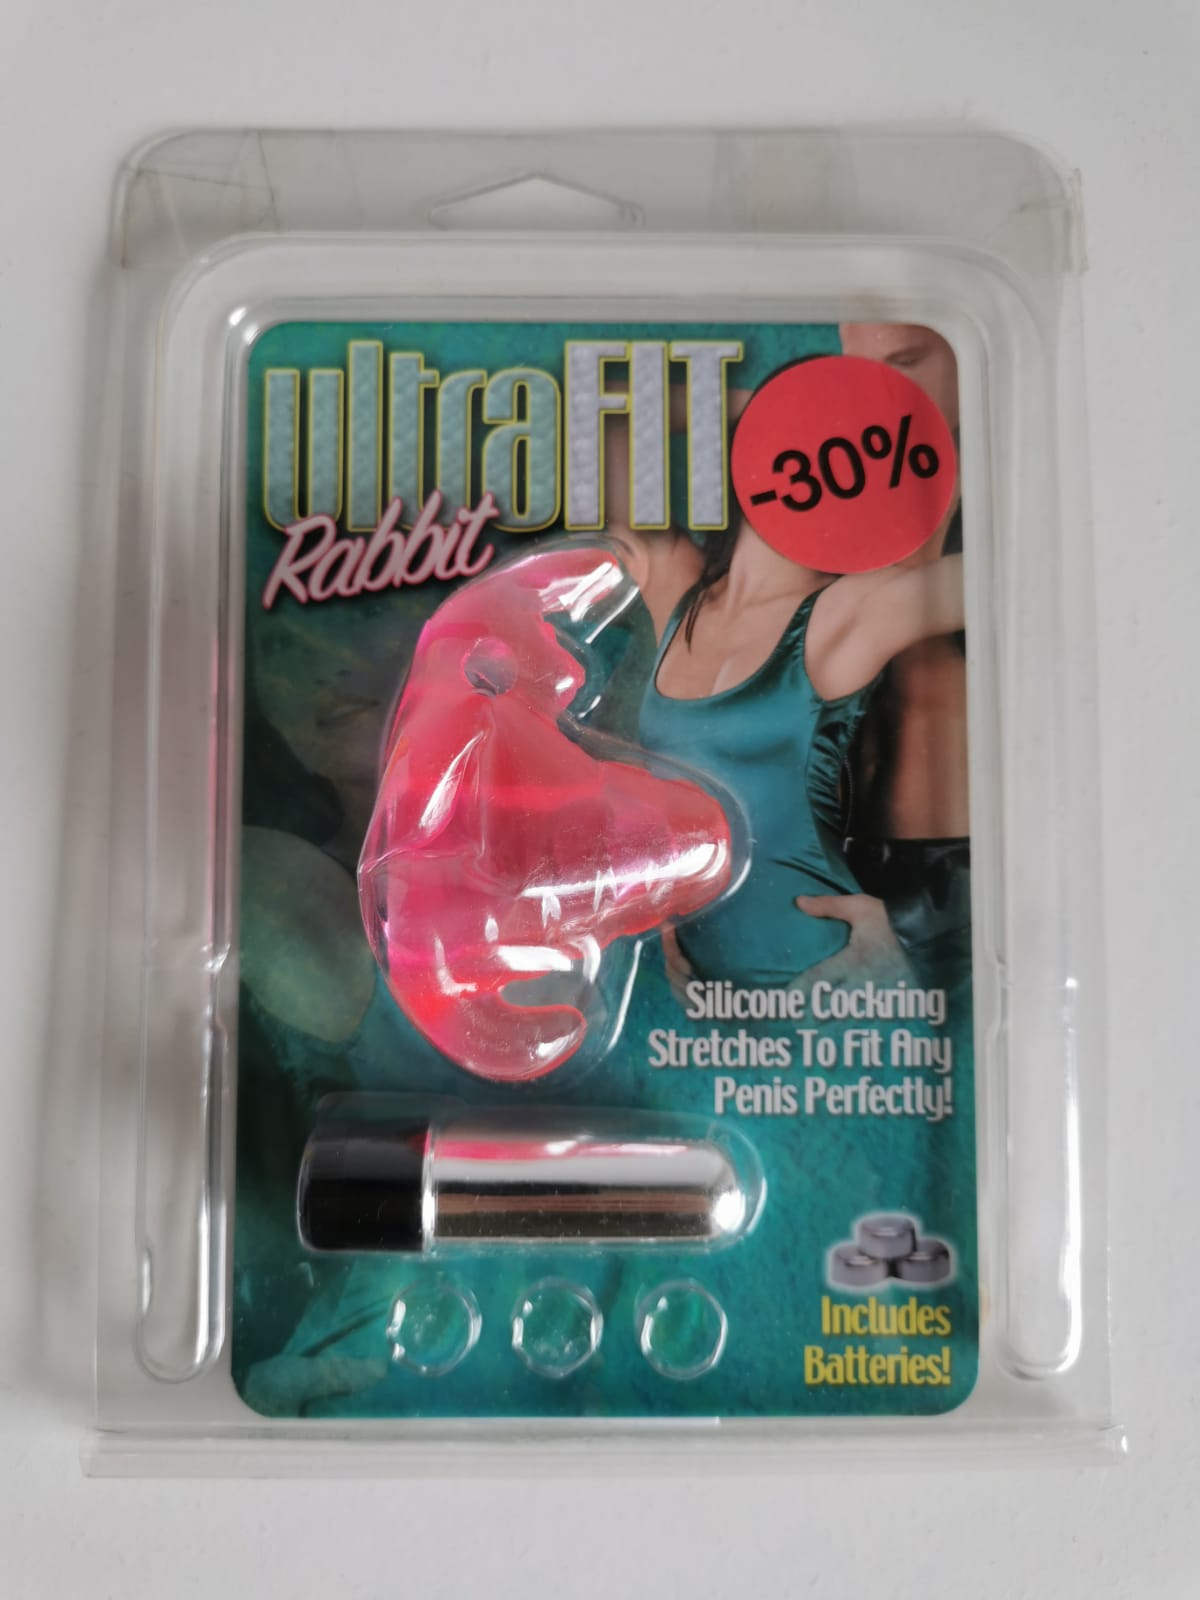 ultraFIT
Rabbit
-30%
Silicone Cockring
Stretches To Fit Any
Penis Perfectly!
Includes
Batteries!